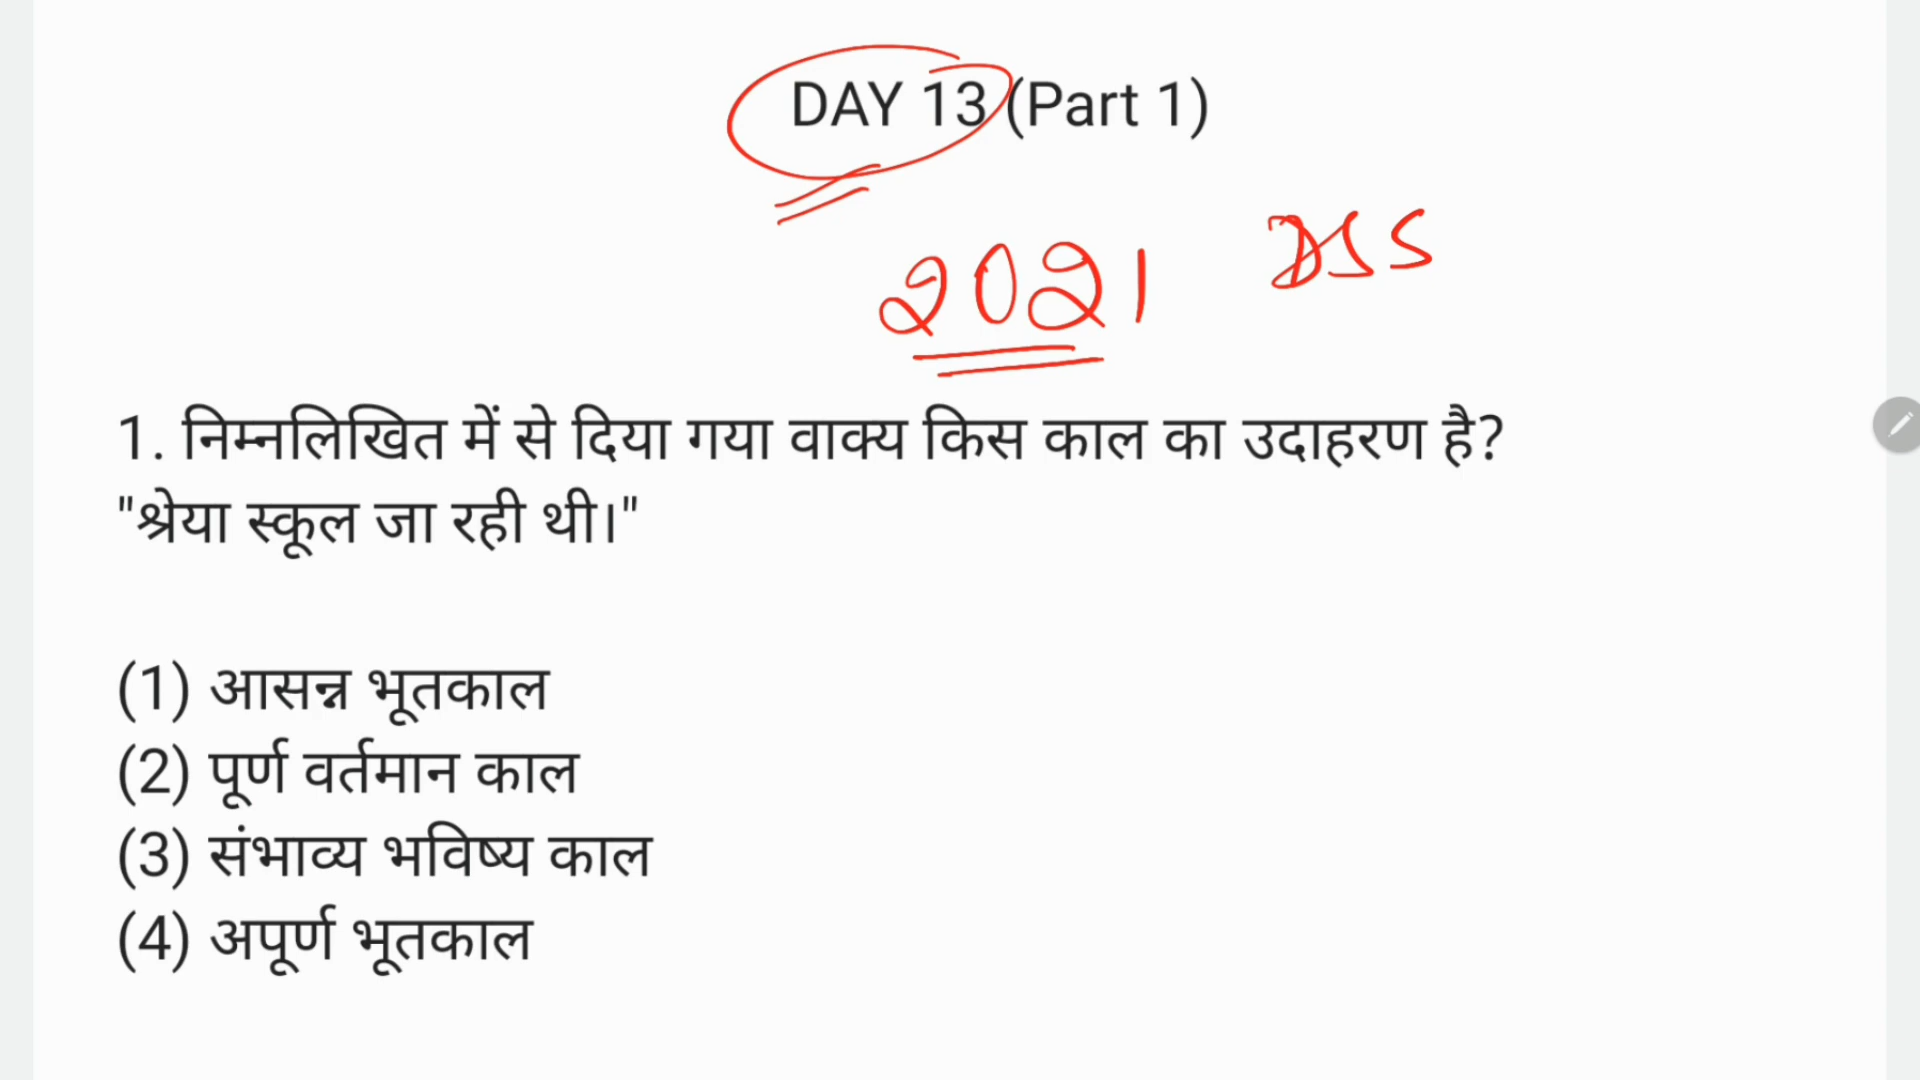 DAY 13 (Part 1)
2021
1. निम्नलिखित में से दिया गया वाक्य किस काल का उदाहरण है?
"श्रेया स्कूल जा रही थी।"
(1) आसन्न भूतकाल
(2) पूर्ण वर्तमान काल
(3) संभाव्य भविष्य काल
(4) अपूर्ण भूतकाल